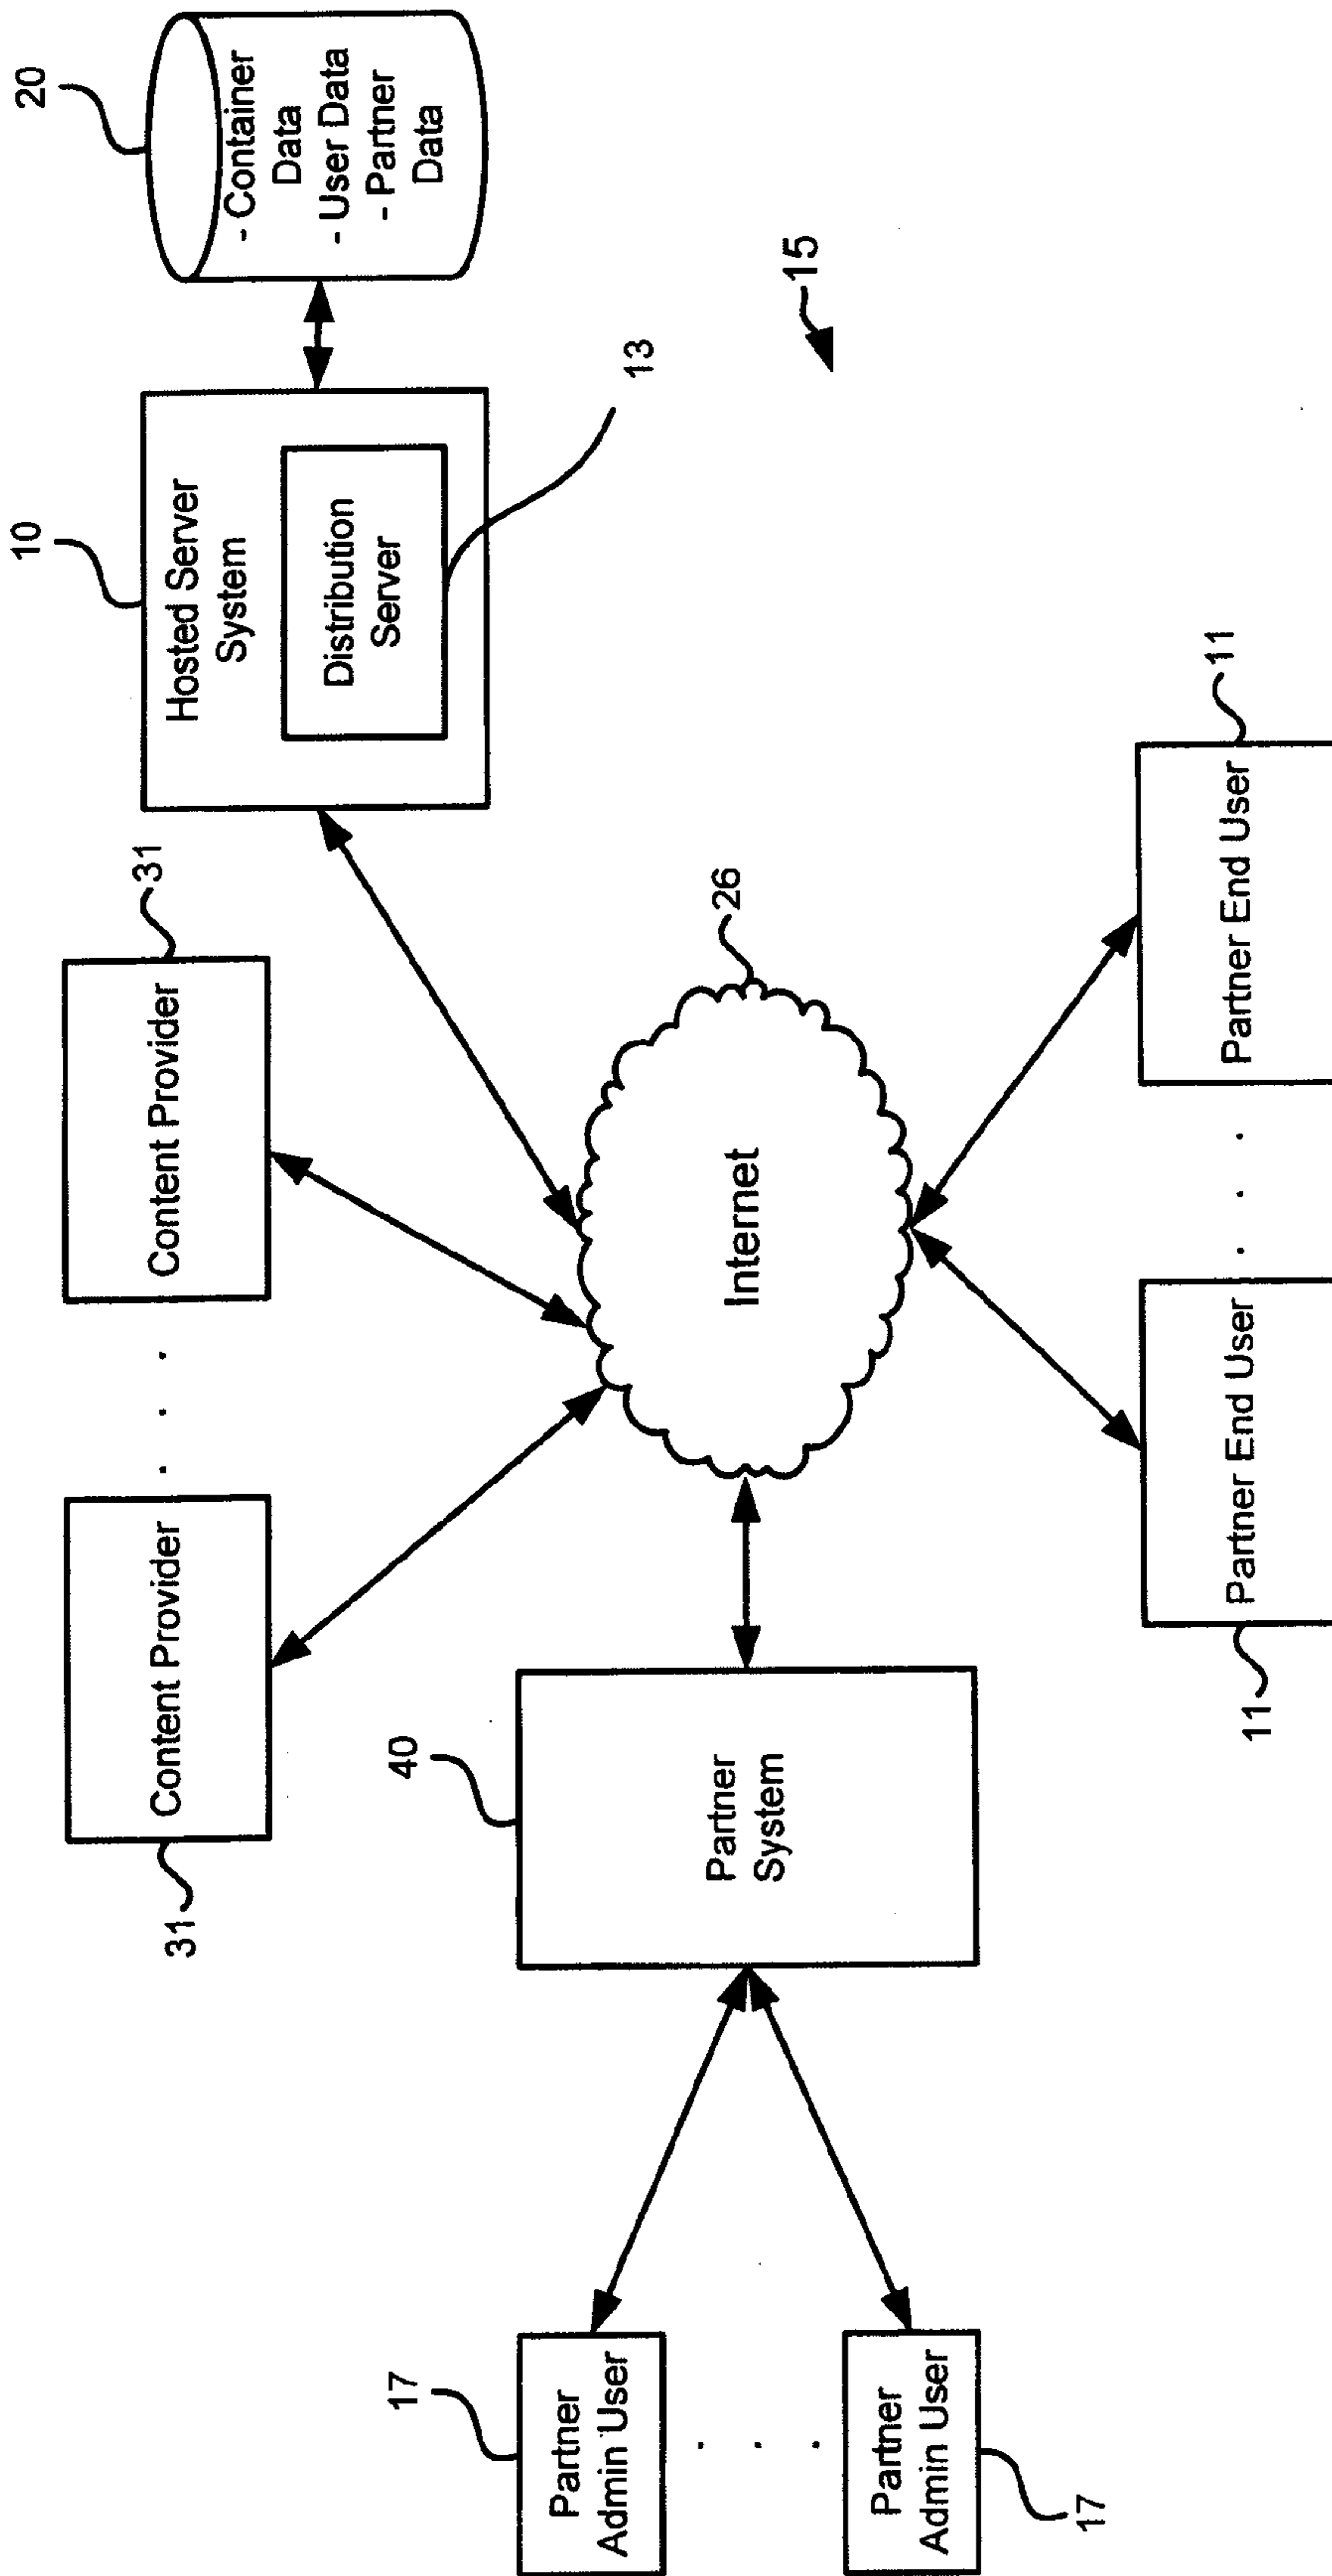 10
20
31
31
Content Provider
. . .
Content Provider
Hosted Server
System
Distribution
Server
- Container
Data
- User Data
- Partner
Data
13
17
40
Partner
Admin User
.
.
.
Partner
Admin User
17
Partner
System
Internet
26
15
11
11
Partner End User
. . .
Partner End User